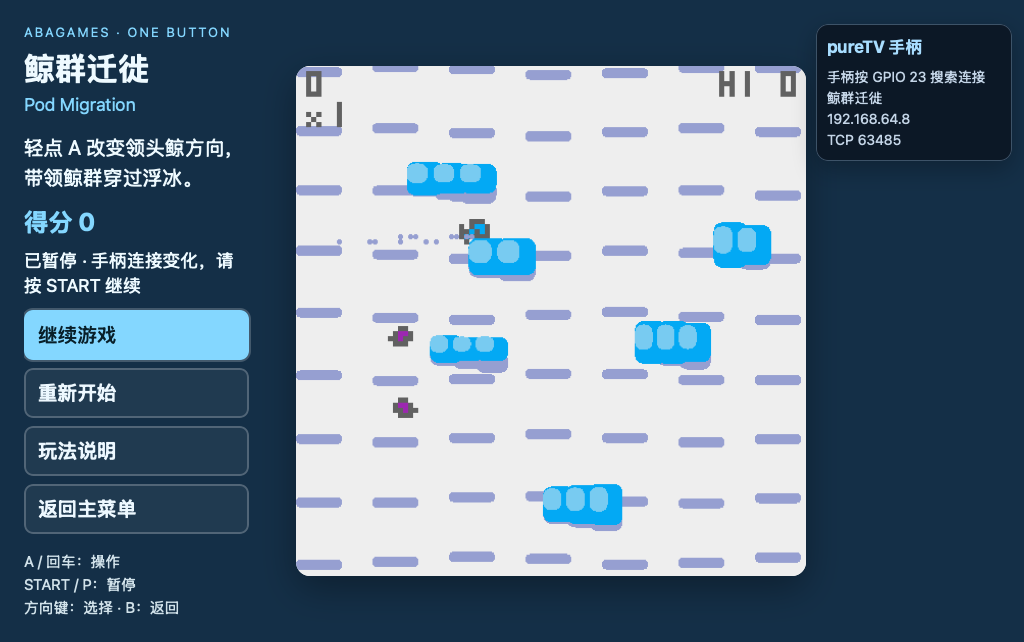 ABAGAMES · ONE BUTTON
鲸群迁徙
Pod Migration
轻点 A 改变领头鲸方向，
带领鲸群穿过浮冰。
得分 0
已暂停 · 手柄连接变化，请
按 START 继续
继续游戏
重新开始
玩法说明
返回主菜单
A / 回车：操作
START / P：暂停
方向键：选择 · B：返回
0
HI 0
x1
pureTV 手柄
手柄按 GPIO 23 搜索连接
鲸群迁徙
192.168.64.8
TCP 63485